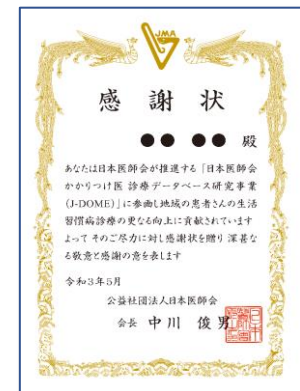 JMA
感謝状
●● ●● 殿
あなたは日本医師会が推進する「日本医師会
かかりつけ医 診療データベース研究事業
(J-DOME)」に参画し地域の患者さんの生活
習慣病診療の更なる向上に貢献されています
よって そのご尽力に対し感謝状を贈り 深甚な
る敬意と感謝の意を表します
令和3年5月
公益社団法人日本医師会
会長 中川 俊男